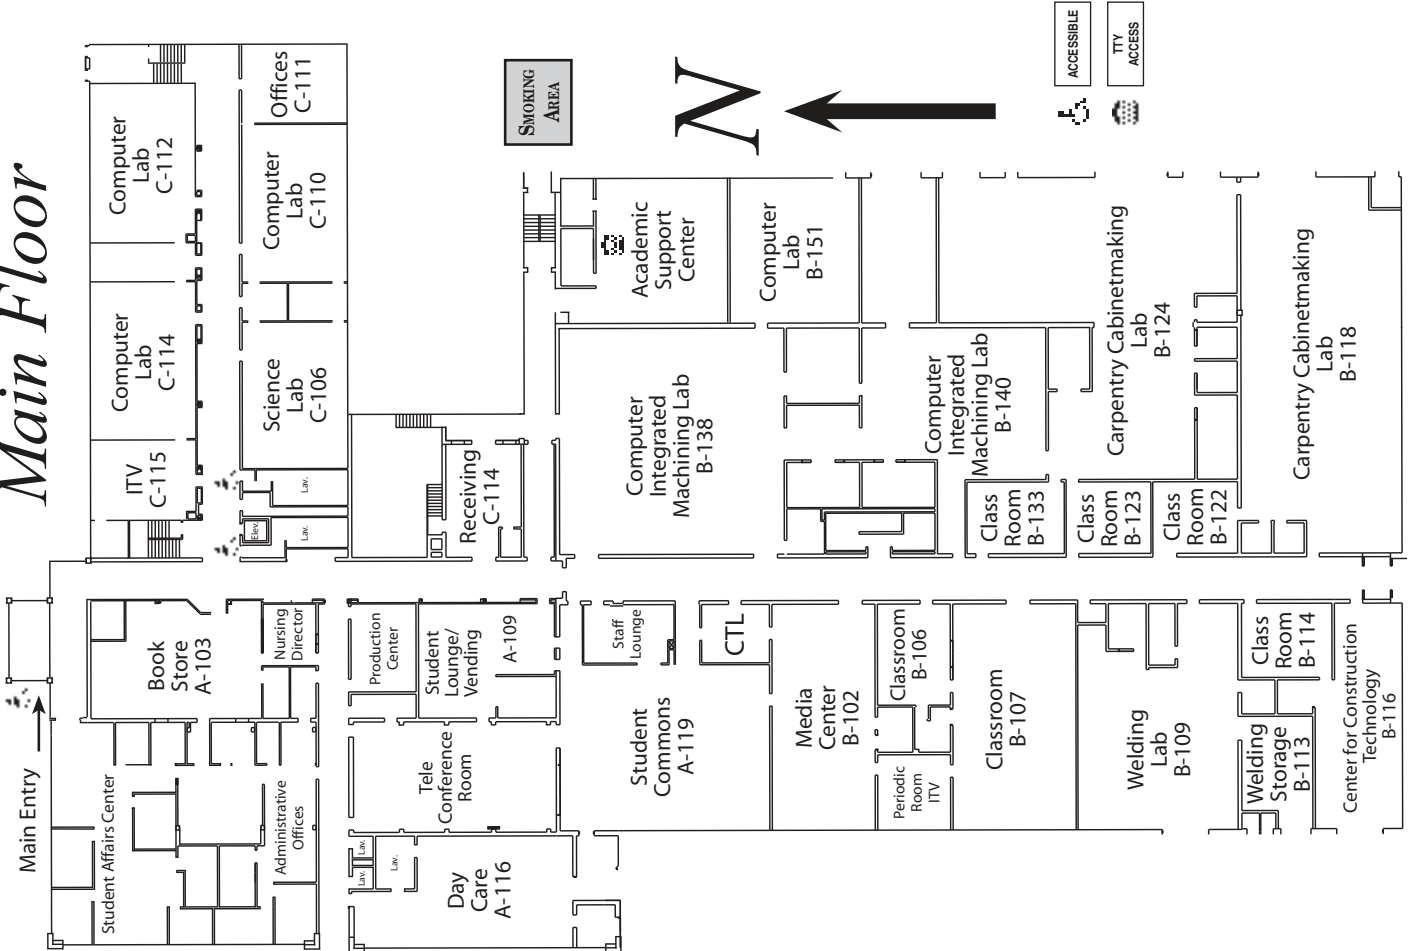 Main Floor
Main Entry
Student Affairs Center
Administrative
Offices
Book
Store
A-103
Nursing
Director
ITV
C-115
Computer
Lab
C-114
Computer
Lab
C-112
Elev.
Lav.
Lav.
Science
Lab
C-106
Computer
Lab
C-110
Offices
C-111
Lav.
Lav.
Lav.
Day
Care
A-116
Tele
Conference
Room
Production
Center
Student
Lounge/
Vending
A-109
Receiving
C-114
SMOKING
AREA
N
ACCESSIBLE
TTY
ACCESS
Student
Commons
A-119
Staff
Lounge
CTL
Computer
Integrated
Machining Lab
B-138
Academic
Support
Center
Computer
Lab
B-151
Media
Center
B-102
Classroom
B-106
Periodic
Room
ITV
Classroom
B-107
Computer
Integrated
Machining Lab
B-140
Class
Room
B-133
Class
Room
B-123
Class
Room
B-122
Carpentry Cabinetmaking
Lab
B-124
Welding
Lab
B-109
Welding
Storage
B-113
Class
Room
B-114
Center for Construction
Technology
B-116
Carpentry Cabinetmaking
Lab
B-118